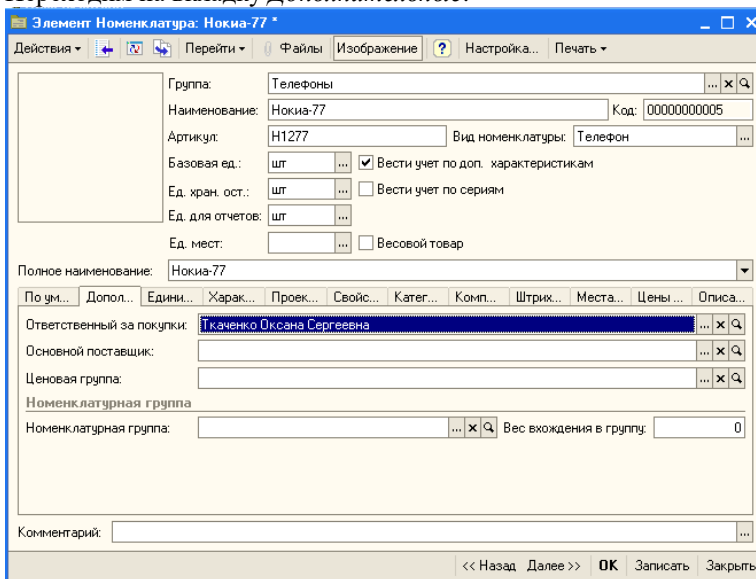 Элемент Номенклатура: Нокиа-77 *
Действия Перейти Файлы Изображение ? Настройка... Печать
Группа: Телефоны ... x
Наименование: Нокиа-77 Код: 00000000005
Артикул: Н1277 Вид номенклатуры: Телефон ...
Базовая ед.: шт ... Вести учет по доп. характеристикам
Ед. хран. ост.: шт ... Вести учет по сериям
Ед. для отчетов: шт ...
Ед. мест: ... Весовой товар
Полное наименование: Нокиа-77
По ум... Допол... Едини... Харак... Проек... Свойс... Катег... Комп... Штрих... Места... Цены ... Описа...
Ответственный за покупки: Ткаченко Оксана Сергеевна ... x
Основной поставщик: ... x
Ценовая группа: ... x
Номенклатурная группа
Номенклатурная группа: ... x Вес вхождения в группу: 0
Комментарий: ...
<< Назад Далее >> OK Записать Закрыть